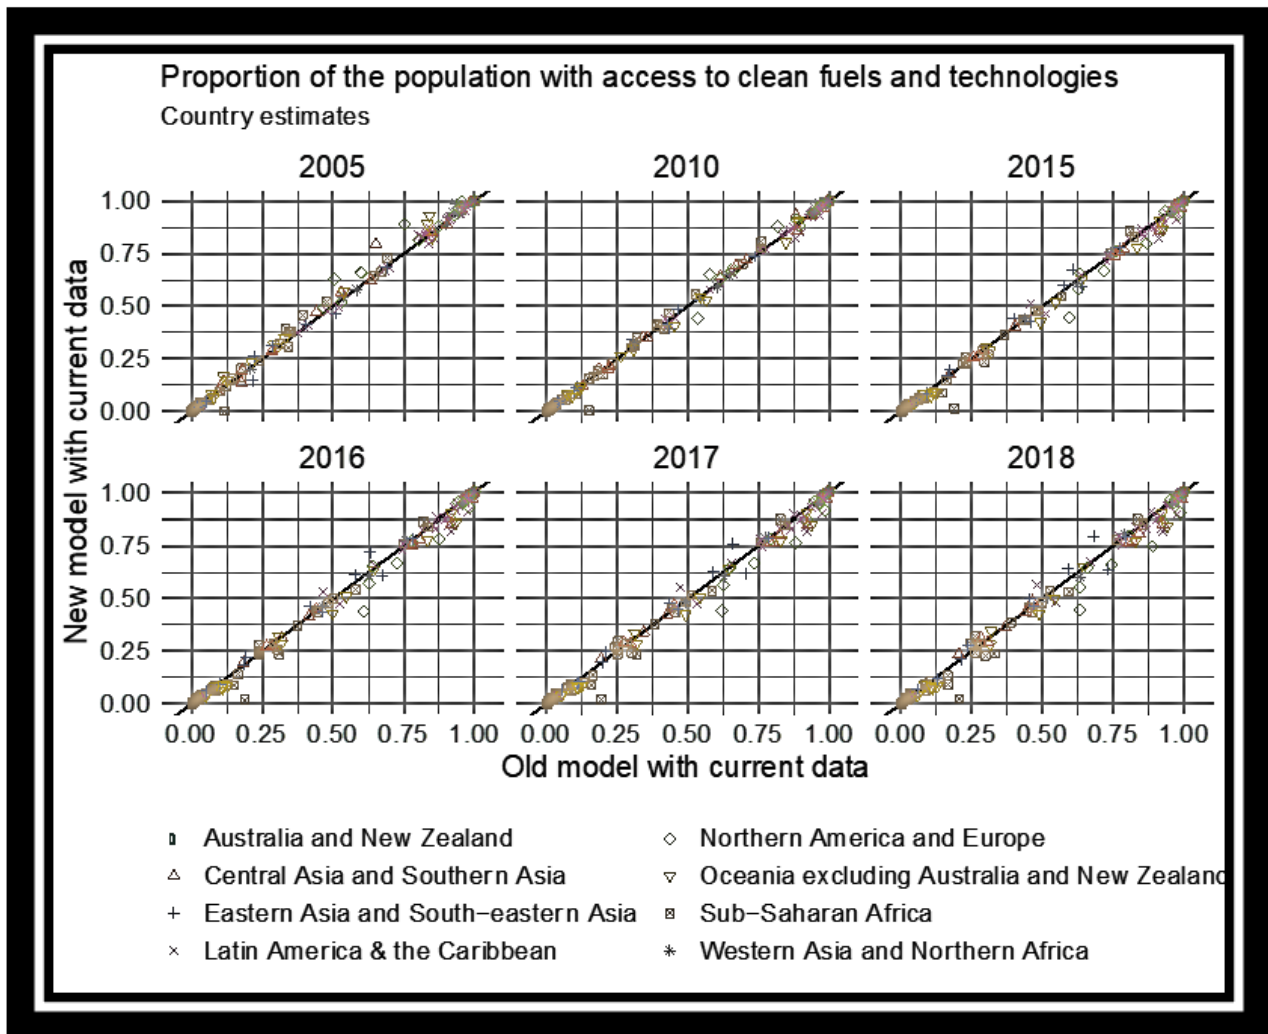 Proportion of the population with access to clean fuels and technologies
Country estimates
2005 2010 2015
1.00
0.75
0.50
0.25
0.00
2016 2017 2018
1.00
0.75
0.50
0.25
0.00
New model with current data
0.00 0.25 0.50 0.75 1.00 0.00 0.25 0.50 0.75 1.00 0.00 0.25 0.50 0.75 1.00
Old model with current data
Australia and New Zealand
Central Asia and Southern Asia
Eastern Asia and South−eastern Asia
Latin America & the Caribbean
Northern America and Europe
Oceania excluding Australia and New Zealand
Sub−Saharan Africa
Western Asia and Northern Africa